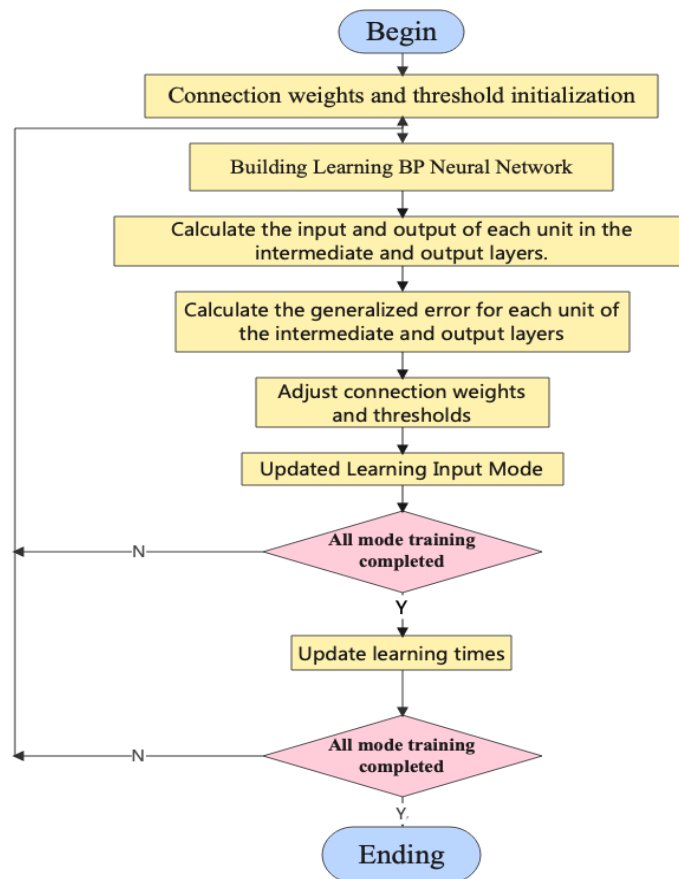 Begin
Connection weights and threshold initialization
Building Learning BP Neural Network
Calculate the input and output of each unit in the
intermediate and output layers.
Calculate the generalized error for each unit of
the intermediate and output layers
Adjust connection weights
and thresholds
Updated Learning Input Mode
All mode training
completed
N
Y
Update learning times
All mode training
completed
N
Y,
Ending